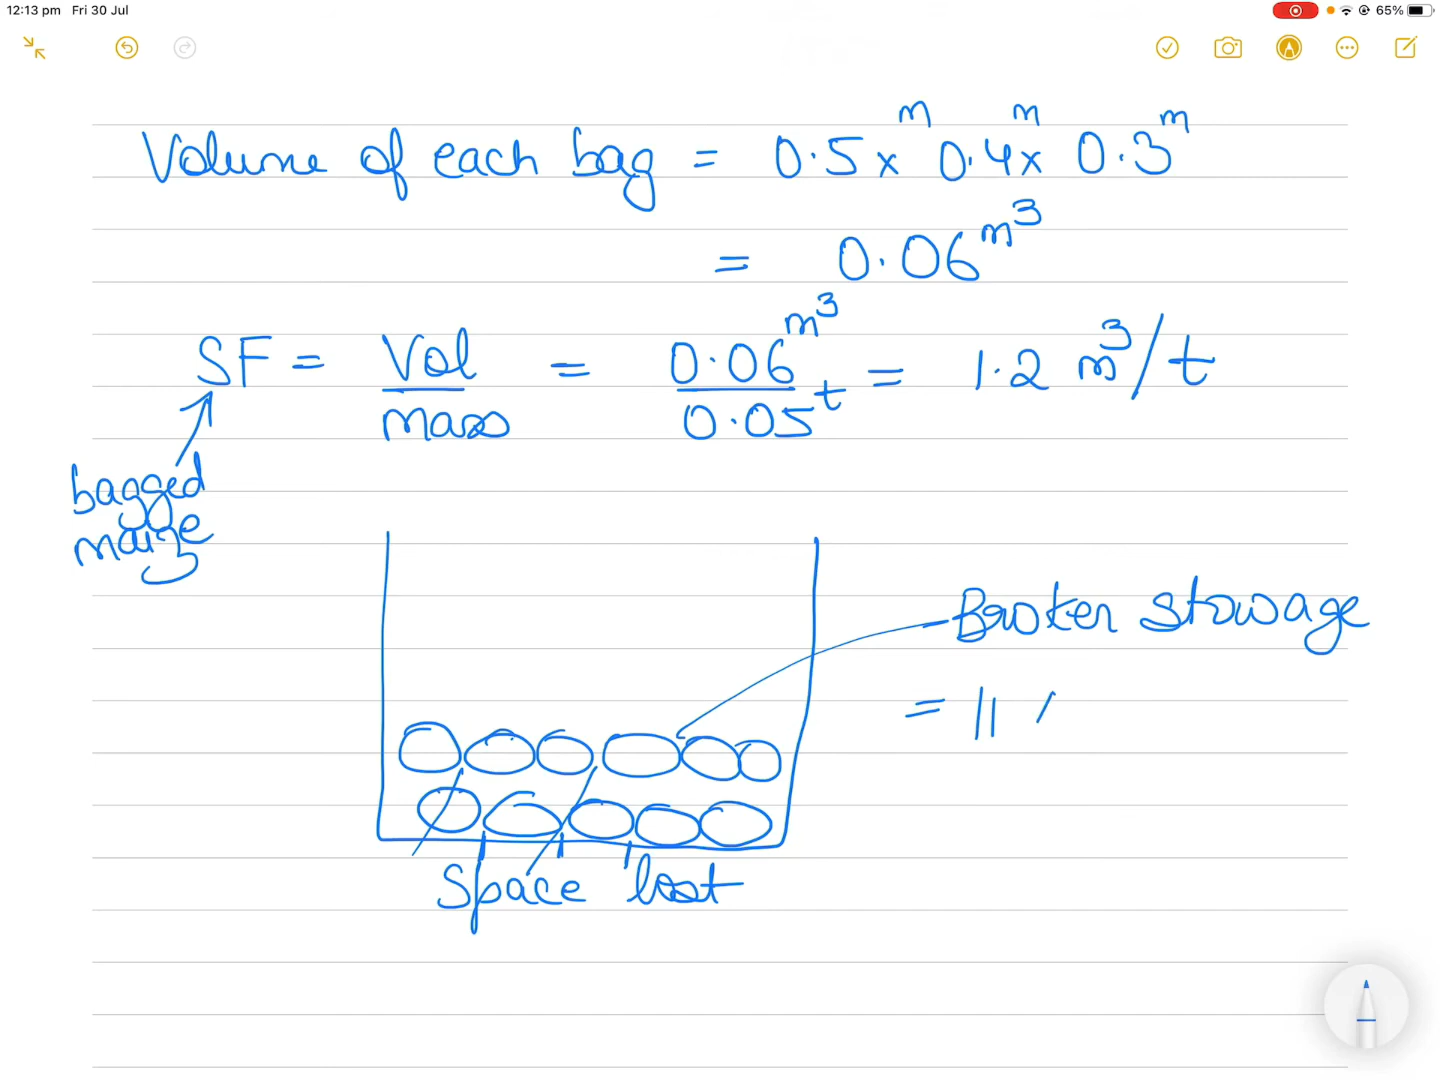 12:13 pm Fri 30 Jul
65%
Volume of each bag = 0.5 m x 0.4 m x 0.3 m
= 0.06 m³
SF = Vol / mass = 0.06 m³ / 0.05 t = 1.2 m³/t
bagged
maize
Broken stowage
= 11 /
Space lost